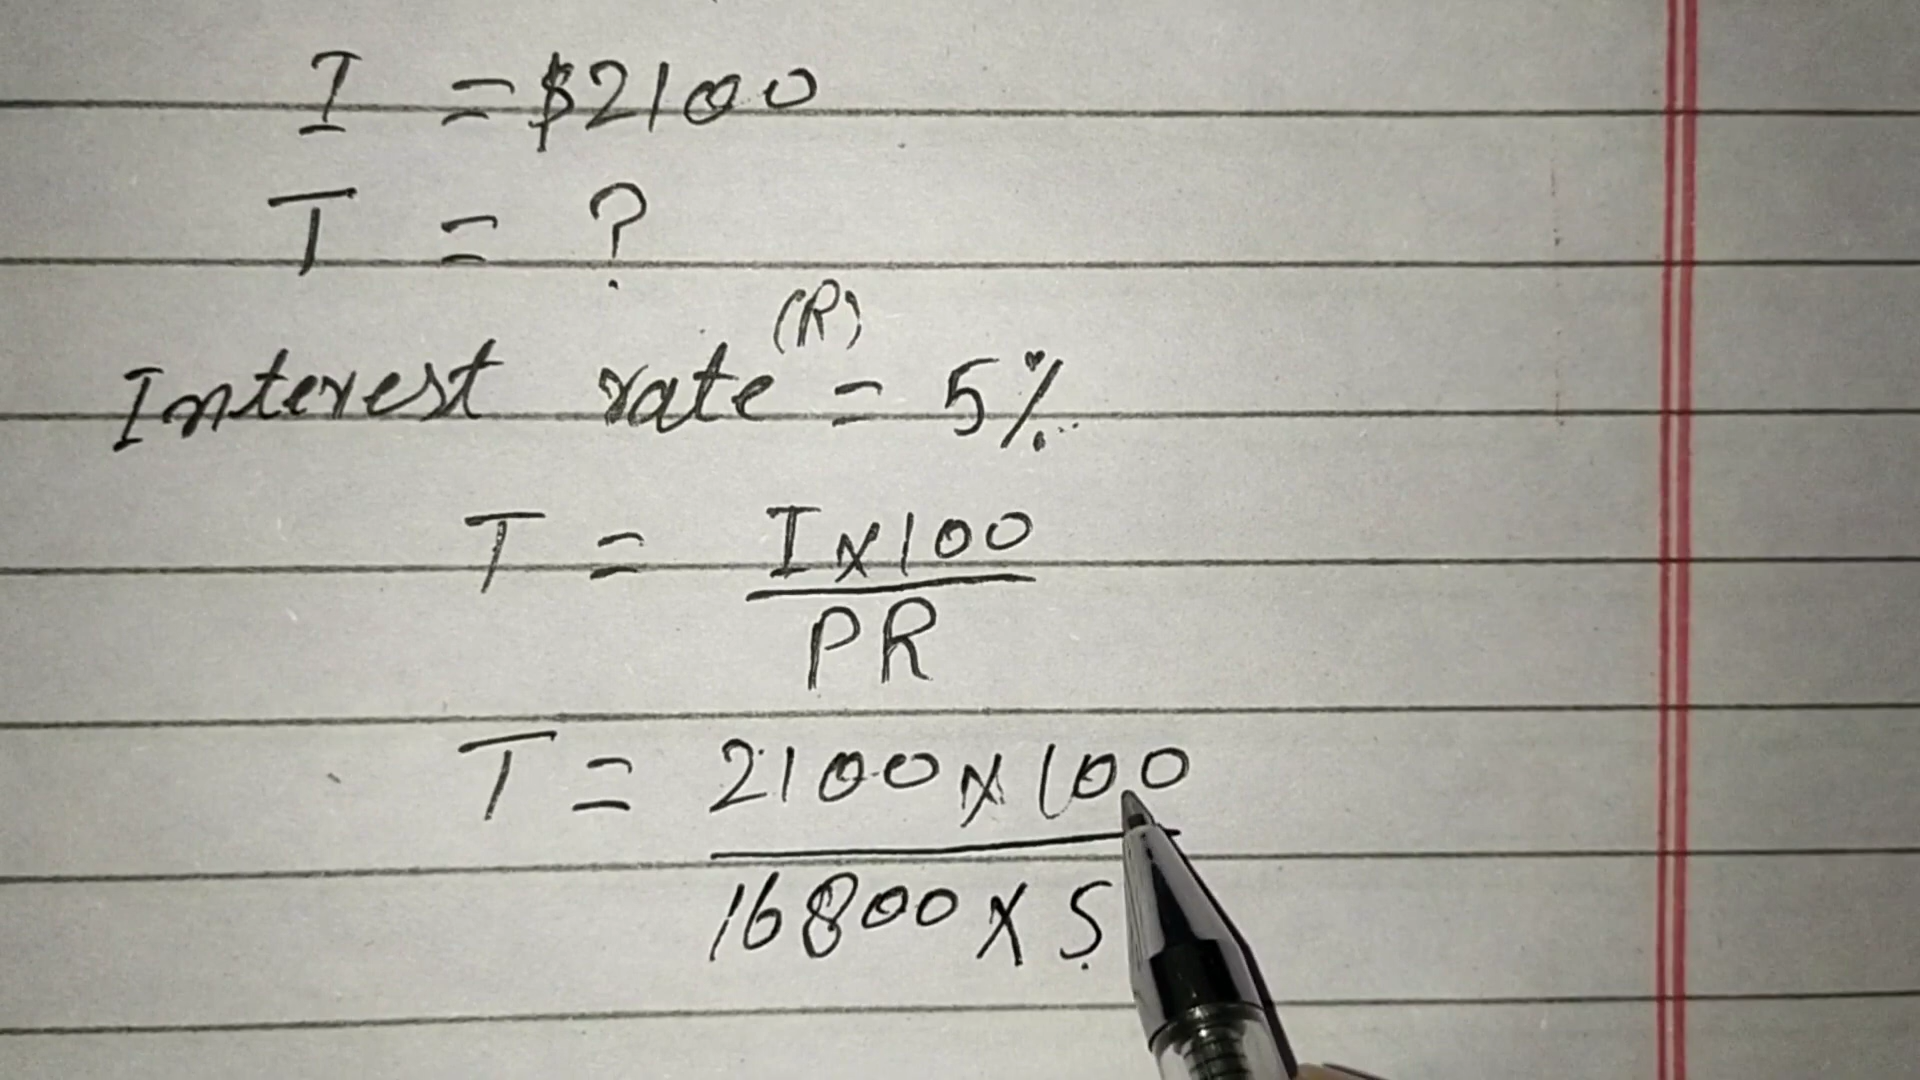 I = $2100
T = ?
Interest rate (R) = 5%
T = I×100
PR
T = 2100×100
16800×5